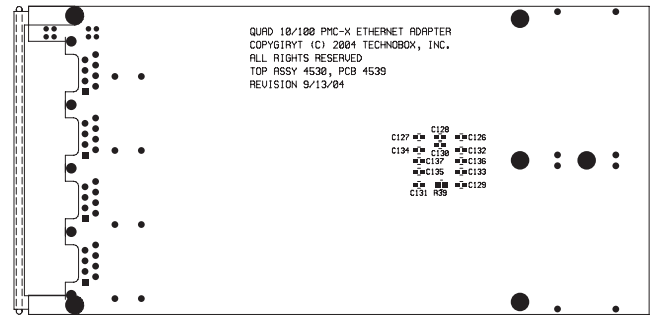 QUAD 10/100 PMC-X ETHERNET ADAPTER
COPYGIRYT (C) 2004 TECHNOBOX, INC.
ALL RIGHTS RESERVED
TOP ASSY 4530, PCB 4539
REVISION 9/13/04
C128
C127 C126
C134 C130 C132
C137 C136
C135 C133
C129
C131 R39